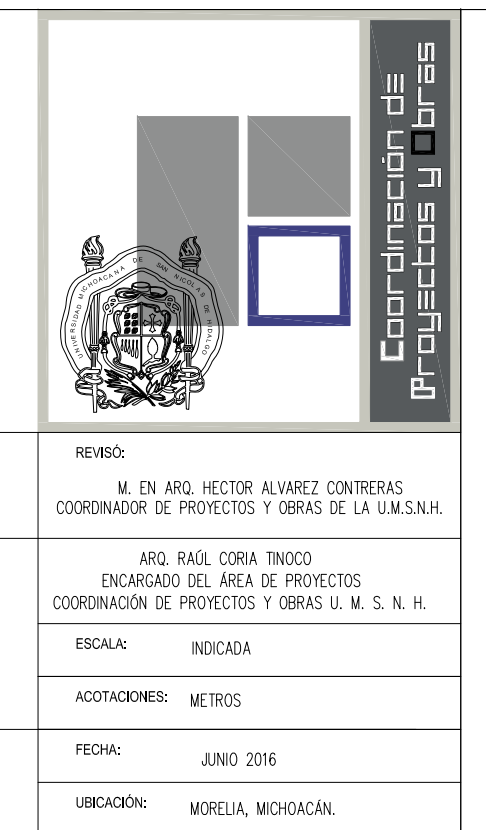 Coordinación de
Proyectos y Obras
UNIVERSIDAD MICHOACANA DE SAN NICOLAS DE HIDALGO
REVISÓ:
M. EN ARQ. HECTOR ALVAREZ CONTRERAS
COORDINADOR DE PROYECTOS Y OBRAS DE LA U.M.S.N.H.
ARQ. RAÚL CORIA TINOCO
ENCARGADO DEL ÁREA DE PROYECTOS
COORDINACIÓN DE PROYECTOS Y OBRAS U. M. S. N. H.
ESCALA: INDICADA
ACOTACIONES: METROS
FECHA: JUNIO 2016
UBICACIÓN: MORELIA, MICHOACÁN.